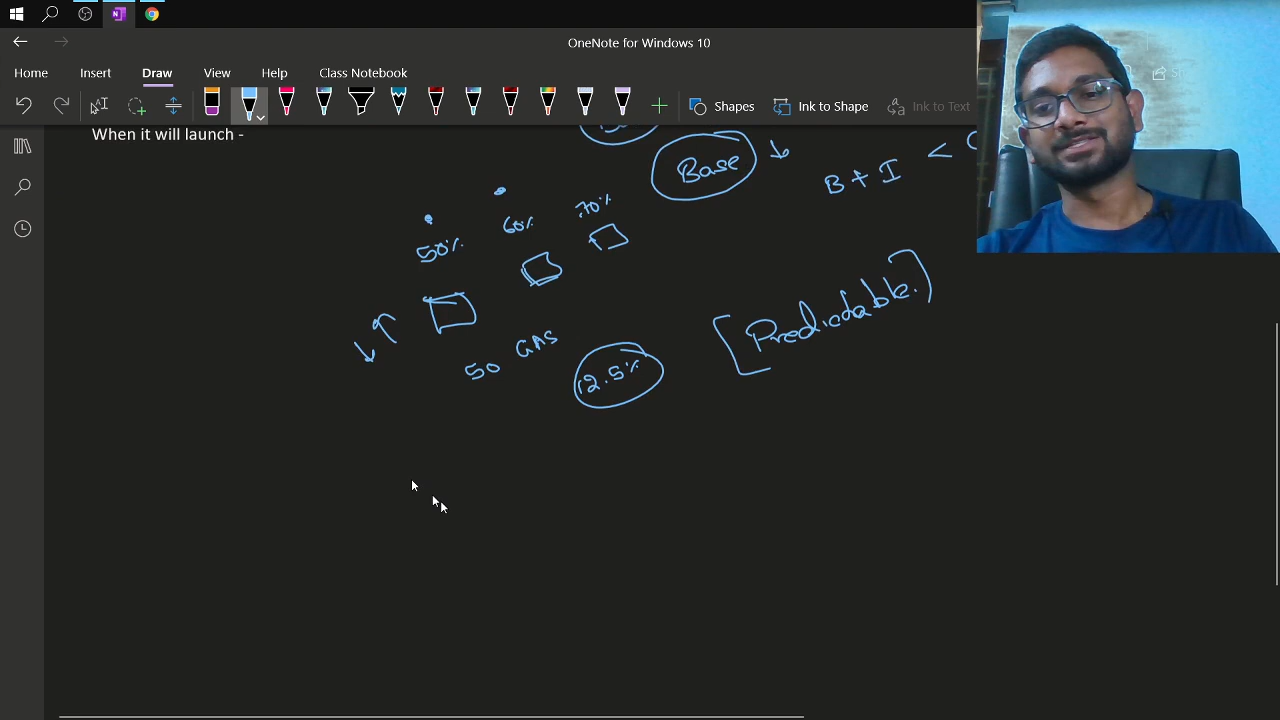 OneNote for Windows 10
Home Insert Draw View Help Class Notebook
Shapes Ink to Shape Ink to Text
When it will launch -
Base
B + I <
50% 60% 70%
[Predictable.]
50 GAS
12.5%